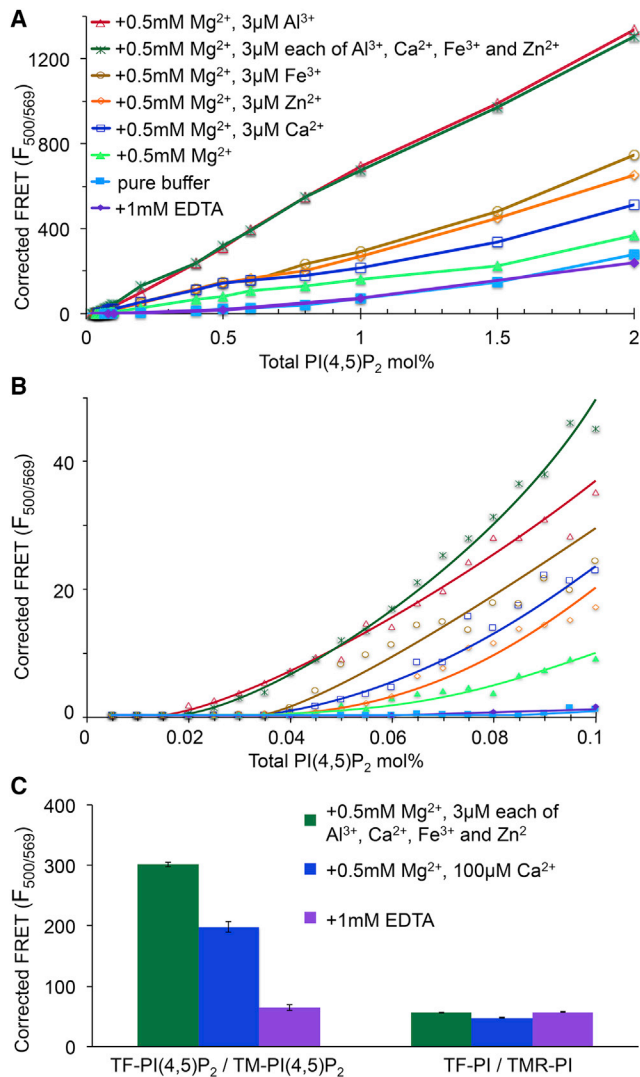 A
+0.5mM Mg²⁺, 3μM Al³⁺
+0.5mM Mg²⁺, 3μM each of Al³⁺, Ca²⁺, Fe³⁺ and Zn²⁺
+0.5mM Mg²⁺, 3μM Fe³⁺
+0.5mM Mg²⁺, 3μM Zn²⁺
+0.5mM Mg²⁺, 3μM Ca²⁺
+0.5mM Mg²⁺
pure buffer
+1mM EDTA
Corrected FRET (F₅₀₀/₅₆₉)
1200
800
400
0
0 0.5 1 1.5 2
Total PI(4,5)P₂ mol%
B
Corrected FRET (F₅₀₀/₅₆₉)
40
20
0
0.02 0.04 0.06 0.08 0.1
Total PI(4,5)P₂ mol%
C
Corrected FRET (F₅₀₀/₅₆₉)
400
300
200
100
0
+0.5mM Mg²⁺, 3μM each of
Al³⁺, Ca²⁺, Fe³⁺ and Zn²
+0.5mM Mg²⁺, 100μM Ca²⁺
+1mM EDTA
TF-PI(4,5)P₂ / TM-PI(4,5)P₂ TF-PI / TMR-PI